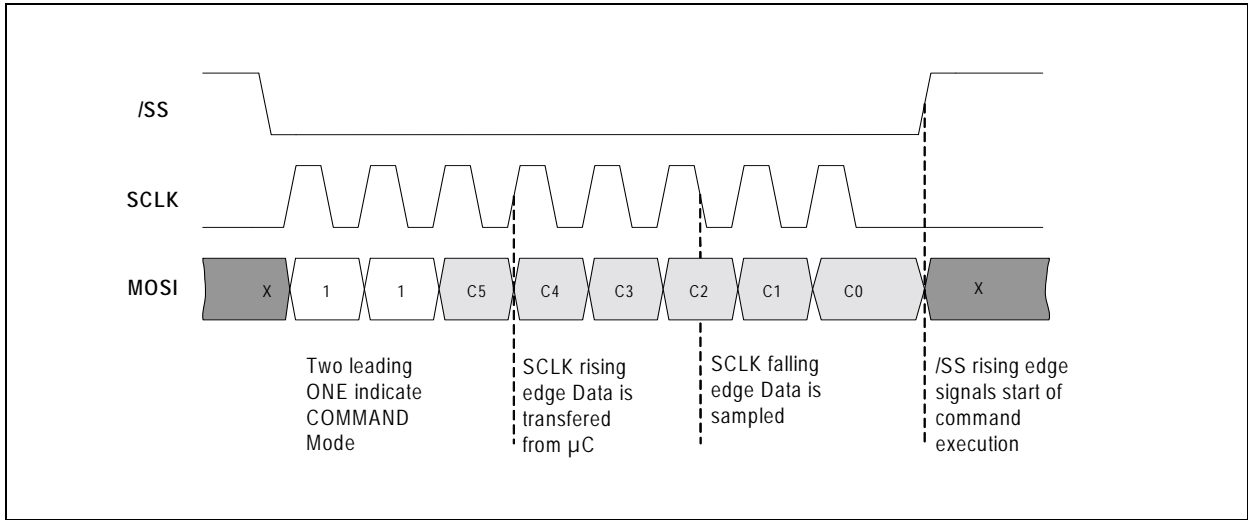 /SS
SCLK
MOSI
X
1
1
C5
C4
C3
C2
C1
C0
X
Two leading
ONE indicate
COMMAND
Mode
SCLK rising
edge Data is
transfered
from µC
SCLK falling
edge Data is
sampled
/SS rising edge
signals start of
command
execution